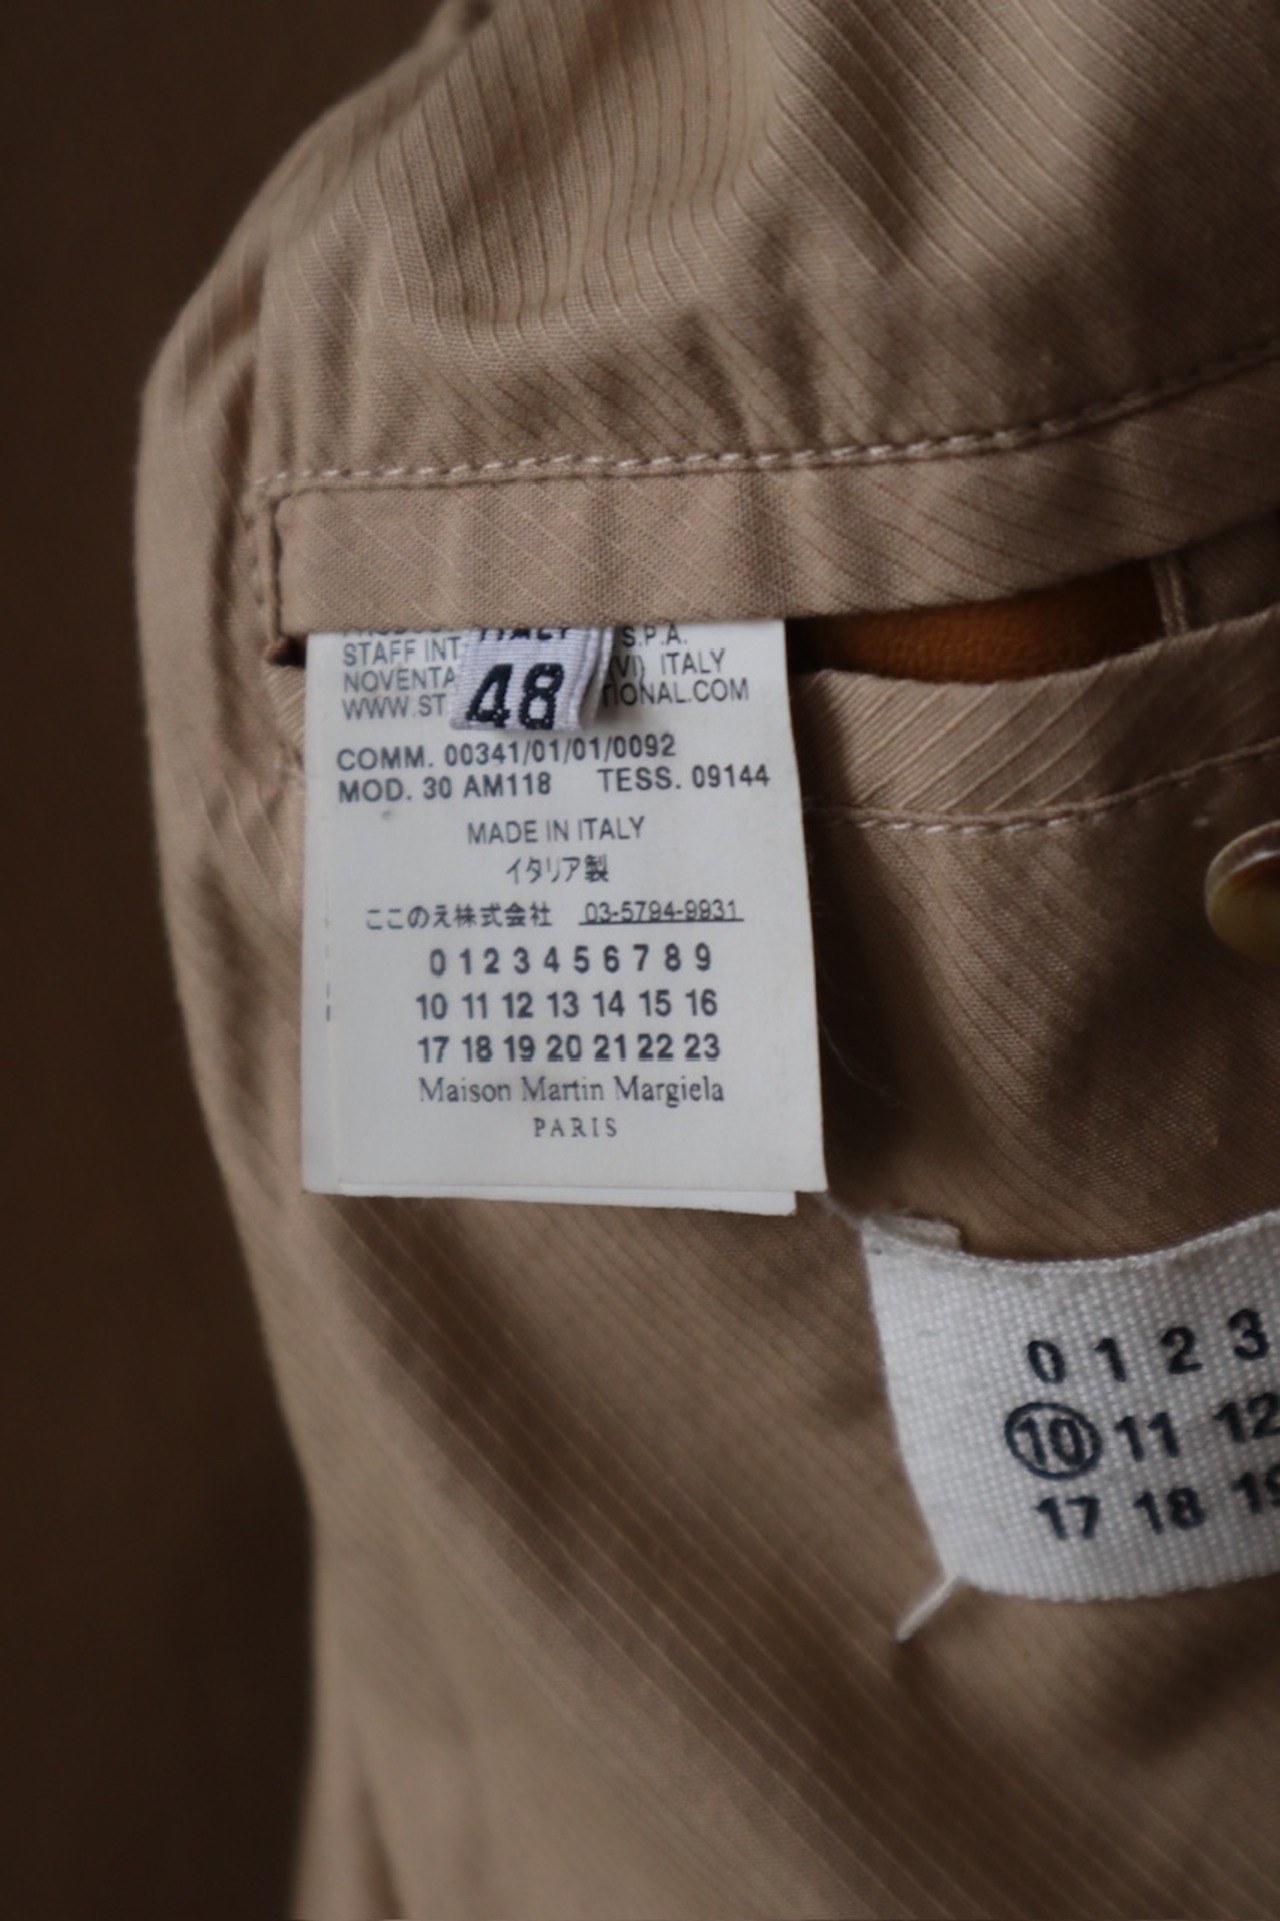 ITALY
48
S.P.A.
STAFF INT (VI) ITALY
NOVENTA TIONAL.COM
WWW.ST
COMM. 00341/01/01/0092
MOD. 30 AM118 TESS. 09144
MADE IN ITALY
イタリア製
ここのえ株式会社 03-5794-9931
0 1 2 3 4 5 6 7 8 9
10 11 12 13 14 15 16
17 18 19 20 21 22 23
Maison Martin Margiela
PARIS
0 1 2 3
10 11 12
17 18 19